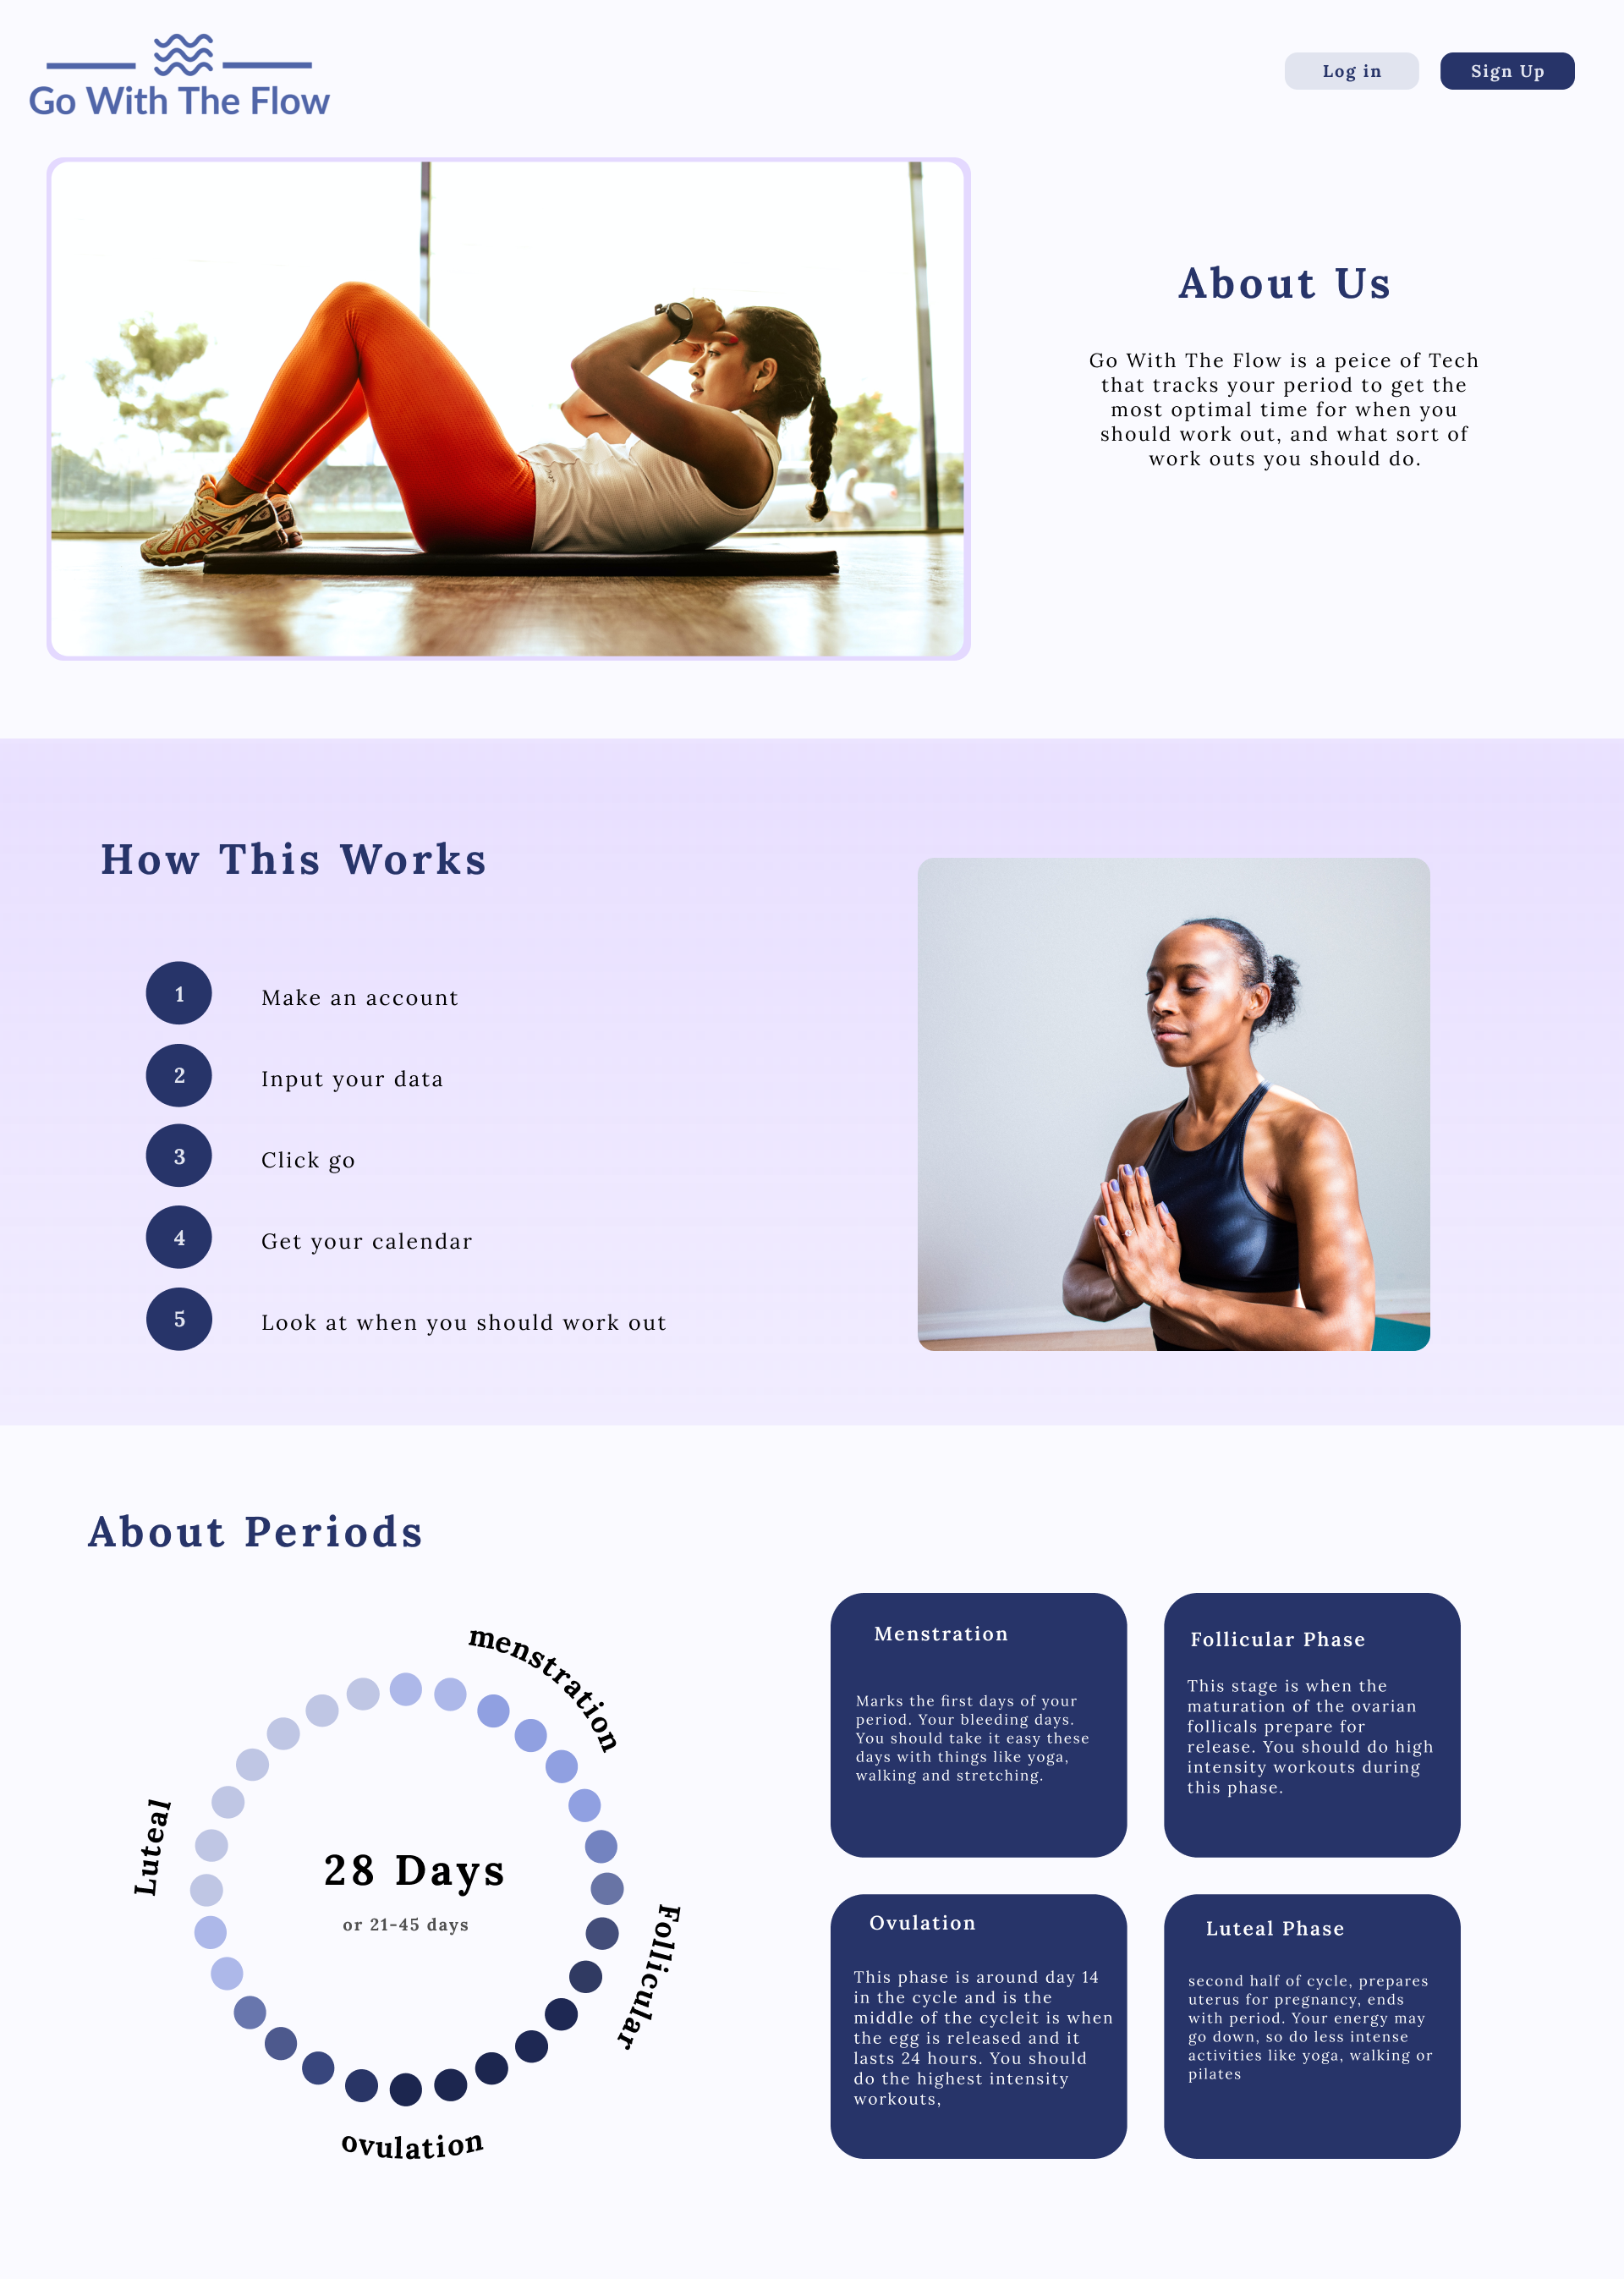 Go With The Flow
Log in
Sign Up
About Us
Go With The Flow is a peice of Tech
that tracks your period to get the
most optimal time for when you
should work out, and what sort of
work outs you should do.
How This Works
1
Make an account
2
Input your data
3
Click go
4
Get your calendar
5
Look at when you should work out
About Periods
menstration
Luteal
28 Days
or 21-45 days
Follicular
ovulation
Menstration
Marks the first days of your
period. Your bleeding days.
You should take it easy these
days with things like yoga,
walking and stretching.
Follicular Phase
This stage is when the
maturation of the ovarian
follicals prepare for
release. You should do high
intensity workouts during
this phase.
Ovulation
This phase is around day 14
in the cycle and is the
middle of the cycleit is when
the egg is released and it
lasts 24 hours. You should
do the highest intensity
workouts,
Luteal Phase
second half of cycle, prepares
uterus for pregnancy, ends
with period. Your energy may
go down, so do less intense
activities like yoga, walking or
pilates